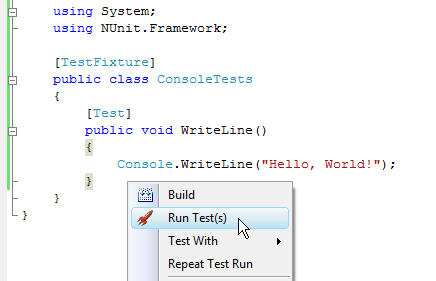 using System;
using NUnit.Framework;
[TestFixture]
public class ConsoleTests
{
[Test]
public void WriteLine()
{
Console.WriteLine("Hello, World!");
}
}
}
Build
Run Test(s)
Test With
Repeat Test Run